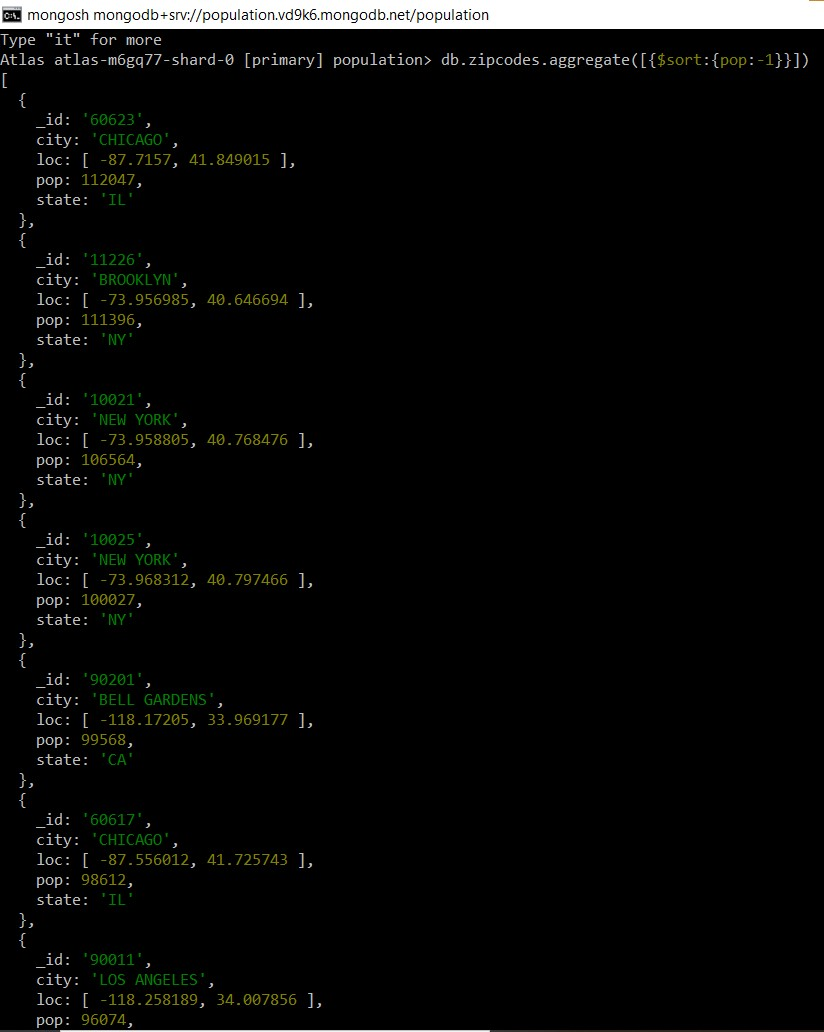 mongosh mongodb+srv://population.vd9k6.mongodb.net/population
Type "it" for more
Atlas atlas-m6gq77-shard-0 [primary] population> db.zipcodes.aggregate([{$sort:{pop:-1}}])
[
  {
    _id: '60623',
    city: 'CHICAGO',
    loc: [ -87.7157, 41.849015 ],
    pop: 112047,
    state: 'IL'
  },
  {
    _id: '11226',
    city: 'BROOKLYN',
    loc: [ -73.956985, 40.646694 ],
    pop: 111396,
    state: 'NY'
  },
  {
    _id: '10021',
    city: 'NEW YORK',
    loc: [ -73.958805, 40.768476 ],
    pop: 106564,
    state: 'NY'
  },
  {
    _id: '10025',
    city: 'NEW YORK',
    loc: [ -73.968312, 40.797466 ],
    pop: 100027,
    state: 'NY'
  },
  {
    _id: '90201',
    city: 'BELL GARDENS',
    loc: [ -118.17205, 33.969177 ],
    pop: 99568,
    state: 'CA'
  },
  {
    _id: '60617',
    city: 'CHICAGO',
    loc: [ -87.556012, 41.725743 ],
    pop: 98612,
    state: 'IL'
  },
  {
    _id: '90011',
    city: 'LOS ANGELES',
    loc: [ -118.258189, 34.007856 ],
    pop: 96074,